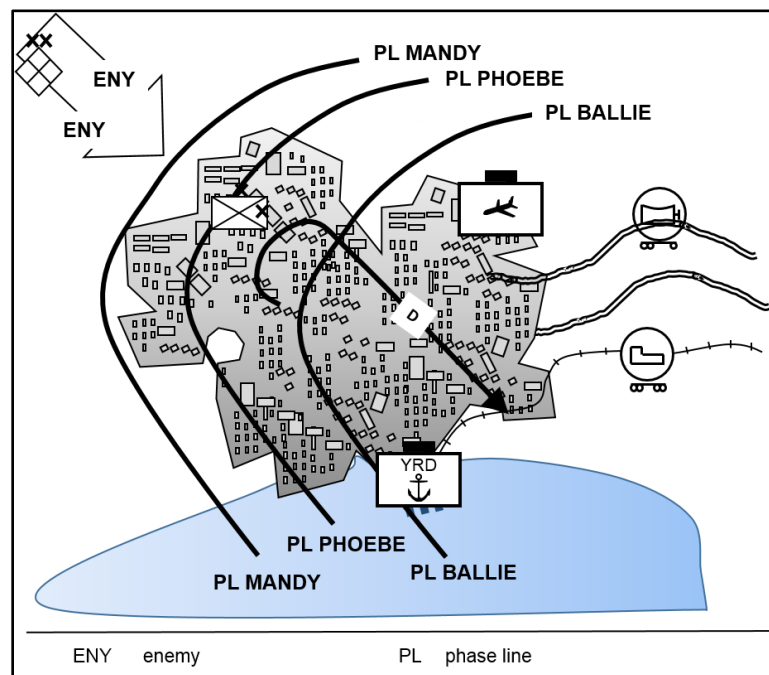 PL MANDY
ENY
PL PHOEBE
PL BALLIE
ENY
D
YRD
PL PHOEBE
PL BALLIE
PL MANDY
ENY enemy PL phase line